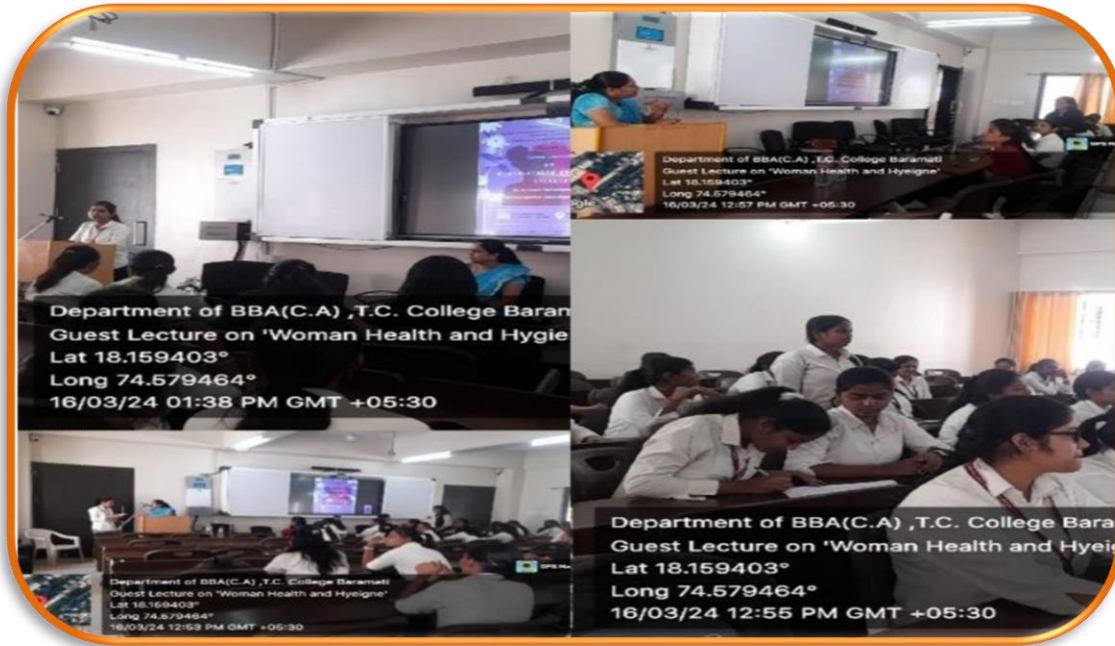 Department of BBA(C.A) ,T.C. College Baram
Guest Lecture on 'Woman Health and Hygie
Lat 18.159403°
Long 74.579464°
16/03/24 01:38 PM GMT +05:30
Department of BBA(C.A) ,T.C. College Baramati
Guest Lecture on 'Woman Health and Hyeigne'
Lat 18.159403°
Long 74.579464°
16/03/24 12:57 PM GMT +05:30
Department of BBA(C.A) ,T.C. College Baramati
Guest Lecture on 'Woman Health and Hyeigne'
Lat 18.159403°
Long 74.579464°
16/03/24 12:53 PM GMT +05:30
Department of BBA(C.A) ,T.C. College Bara
Guest Lecture on 'Woman Health and Hyei
Lat 18.159403°
Long 74.579464°
16/03/24 12:55 PM GMT +05:30